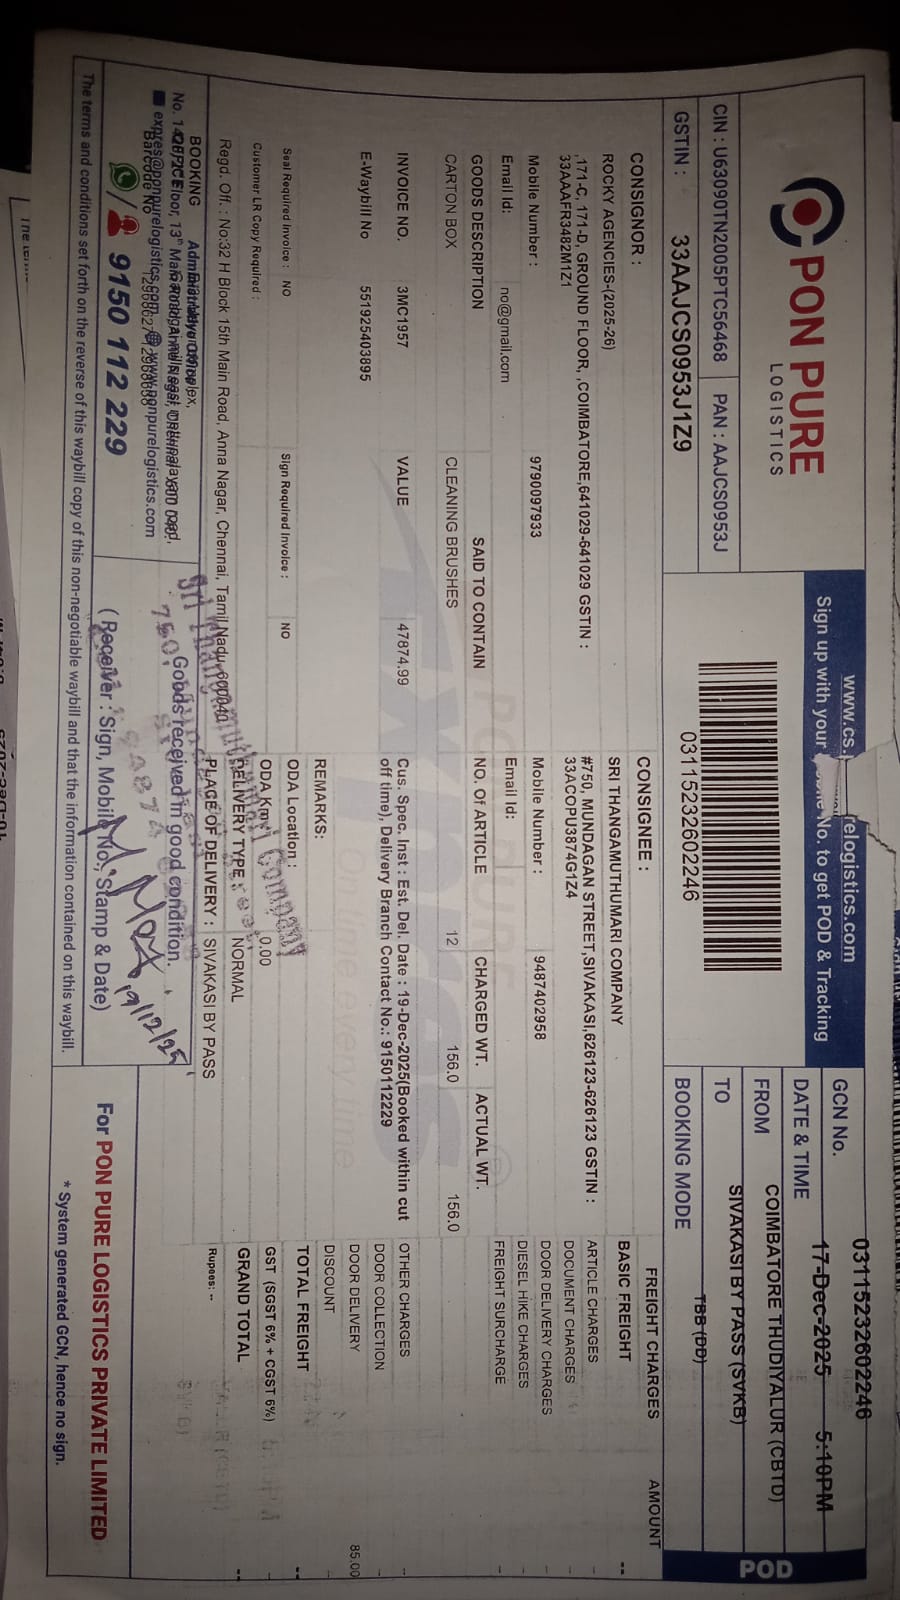 PON PURE
LOGISTICS
CIN : U63090TN2005PTC56468 PAN : AAJCS0953J
GSTIN : 33AAJCS0953J1Z9
www.cs. relogistics.com
Sign up with your No. to get POD & Tracking
03115232602246
GCN No. 03115232602246
DATE & TIME 17-Dec-2025 5:10PM
FROM COIMBATORE THUDIYALUR (CBTD)
TO SIVAKASI BY PASS (SVKB)
BOOKING MODE TBB (DD)
POD
CONSIGNOR :
ROCKY AGENCIES-(2025-26)
,171-C, 171-D, GROUND FLOOR, ,COIMBATORE,641029-641029 GSTIN :
33AAAFR3482M1Z1
Mobile Number : 9790097933
Email Id: no@gmail.com
CONSIGNEE :
SRI THANGAMUTHUMARI COMPANY
#750, MUNDAGAN STREET,SIVAKASI,626123-626123 GSTIN :
33ACOPU3874G1Z4
Mobile Number : 9487402958
Email Id:
GOODS DESCRIPTION SAID TO CONTAIN NO. Of ARTICLE CHARGED WT. ACTUAL WT.
CARTON BOX CLEANING BRUSHES 12 156.0 156.0
INVOICE NO. 3MC1957 VALUE 47874.99
E-Waybill No 551925403895
Cus. Spec. Inst : Est. Del. Date : 19-Dec-2025(Booked within cut
off time), Delivery Branch Contact No.: 9150112229
REMARKS:
Seal Required Invoice : NO Sign Required Invoice : NO
Customer LR Copy Required :
ODA Location :
ODA Km : 0.00
DELIVERY TYPE : NORMAL
PLACE OF DELIVERY : SIVAKASI BY PASS
FREIGHT CHARGES AMOUNT
BASIC FREIGHT --
ARTICLE CHARGES -
DOCUMENT CHARGES -
DOOR DELIVERY CHARGES -
DIESEL HIKE CHARGES -
FREIGHT SURCHARGE -
OTHER CHARGES --
DOOR COLLECTION -
DOOR DELIVERY 85.00
DISCOUNT -
TOTAL FREIGHT --
GST (SGST 6% + CGST 6%) -
GRAND TOTAL --
Rupees: --
Regd. Off. : No:32 H Block 15th Main Road, Anna Nagar, Chennai, Tamil Nadu,600040
BOOKING
expres@ponpurelogistics.com www.ponpurelogistics.com
Barcode No
9150 112 229
Company
Goods received in good condition.
19/12/25
(Receiver : Sign, Mobile No., Stamp & Date)
For PON PURE LOGISTICS PRIVATE LIMITED
* System generated GCN, hence no sign.
The terms and conditions set forth on the reverse of this waybill copy of this non-negotiable waybill and that the information contained on this waybill.